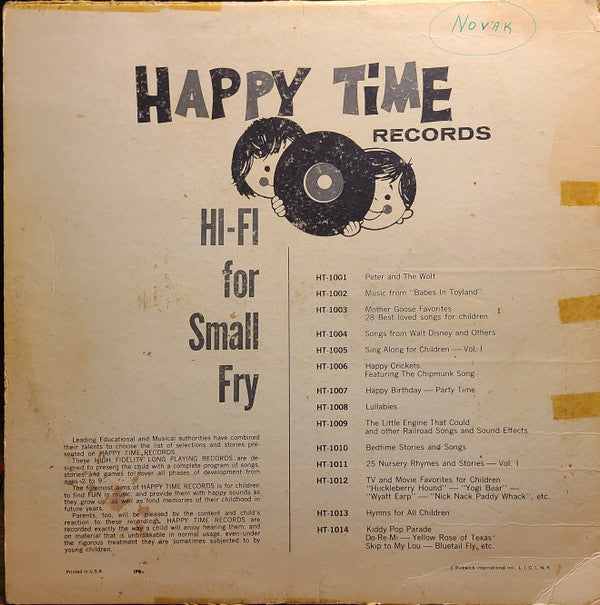 NOVAK
HAPPY TiME
RECORDS
HI-FI
for
Small
Fry
HT-1001 Peter and The Wolf
HT-1002 Music from "Babes In Toyland"
HT-1003 Mother Goose Favorites
28 Best loved songs for children
HT-1004 Songs from Walt Disney and Others
HT-1005 Sing Along for Children — Vol. I
HT-1006 Happy Crickets
Featuring The Chipmunk Song
HT-1007 Happy Birthday — Party Time
HT-1008 Lullabies
HT-1009 The Little Engine That Could
and other Railroad Songs and Sound Effects
HT-1010 Bedtime Stories and Songs
HT-1011 25 Nursery Rhymes and Stories — Vol. 1
HT-1012 TV and Movie Favorites for Children
"Huckleberry Hound" — "Yogi Bear" —
"Wyatt Earp" — "Nick Nack Paddy Whack", etc.
HT-1013 Hymns for All Children
HT-1014 Kiddy Pop Parade
Do-Re-Mi — Yellow Rose of Texas
Skip to My Lou — Bluetail Fly, etc.
Leading Educational and Musical authorities have combined
their talents to choose the list of selections and stories pre-
sented on HAPPY TIME RECORDS.
These HIGH FIDELITY LONG PLAYING RECORDS are de-
signed to present the child with a complete program of songs,
stories and games to cover all phases of development from
ages 2 to 9.
The foremost aims of HAPPY TIME RECORDS is for children
to find FUN in music, and provide them with happy sounds as
they grow up, as well as fond memories of their childhood in
future years.
Parents, too, will be pleased by the content and child's
reaction to these recordings. HAPPY TIME RECORDS are
recorded exactly the way a child will enjoy hearing them, and
on material that is unbreakable in normal usage, even under
the rigorous treatment they are sometimes subjected to by
young children.
Printed in U.S.A. IPB
© Pickwick International Inc., L. I. C. 1, N.Y.